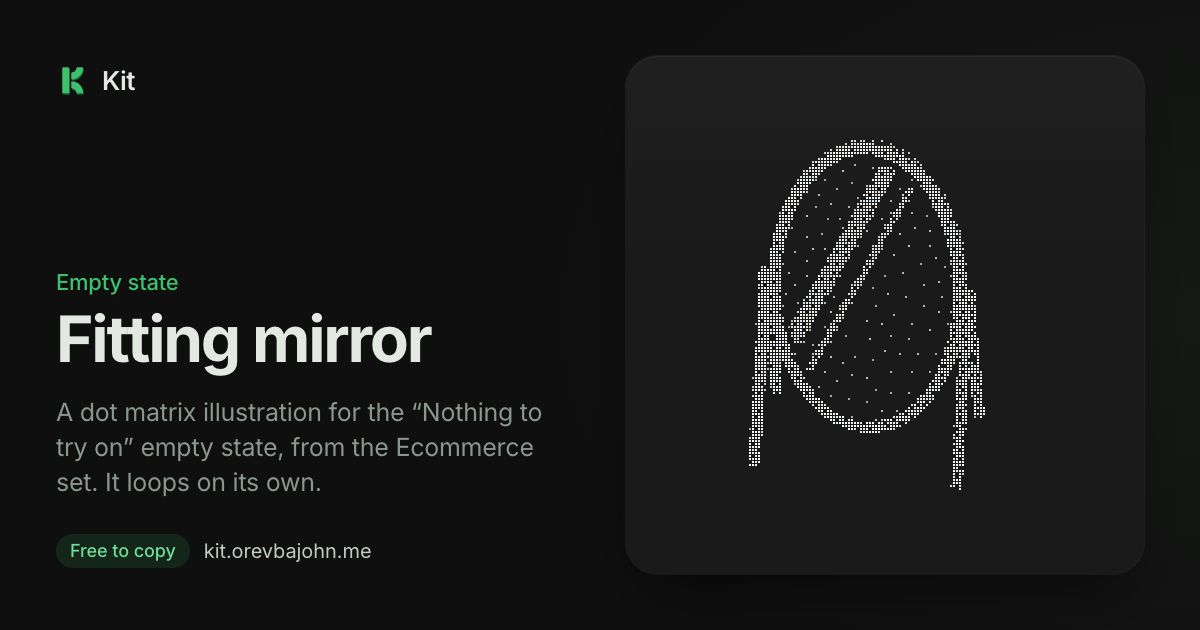 Kit
Empty state
Fitting mirror
A dot matrix illustration for the “Nothing to
try on” empty state, from the Ecommerce
set. It loops on its own.
Free to copy
kit.orevbajohn.me